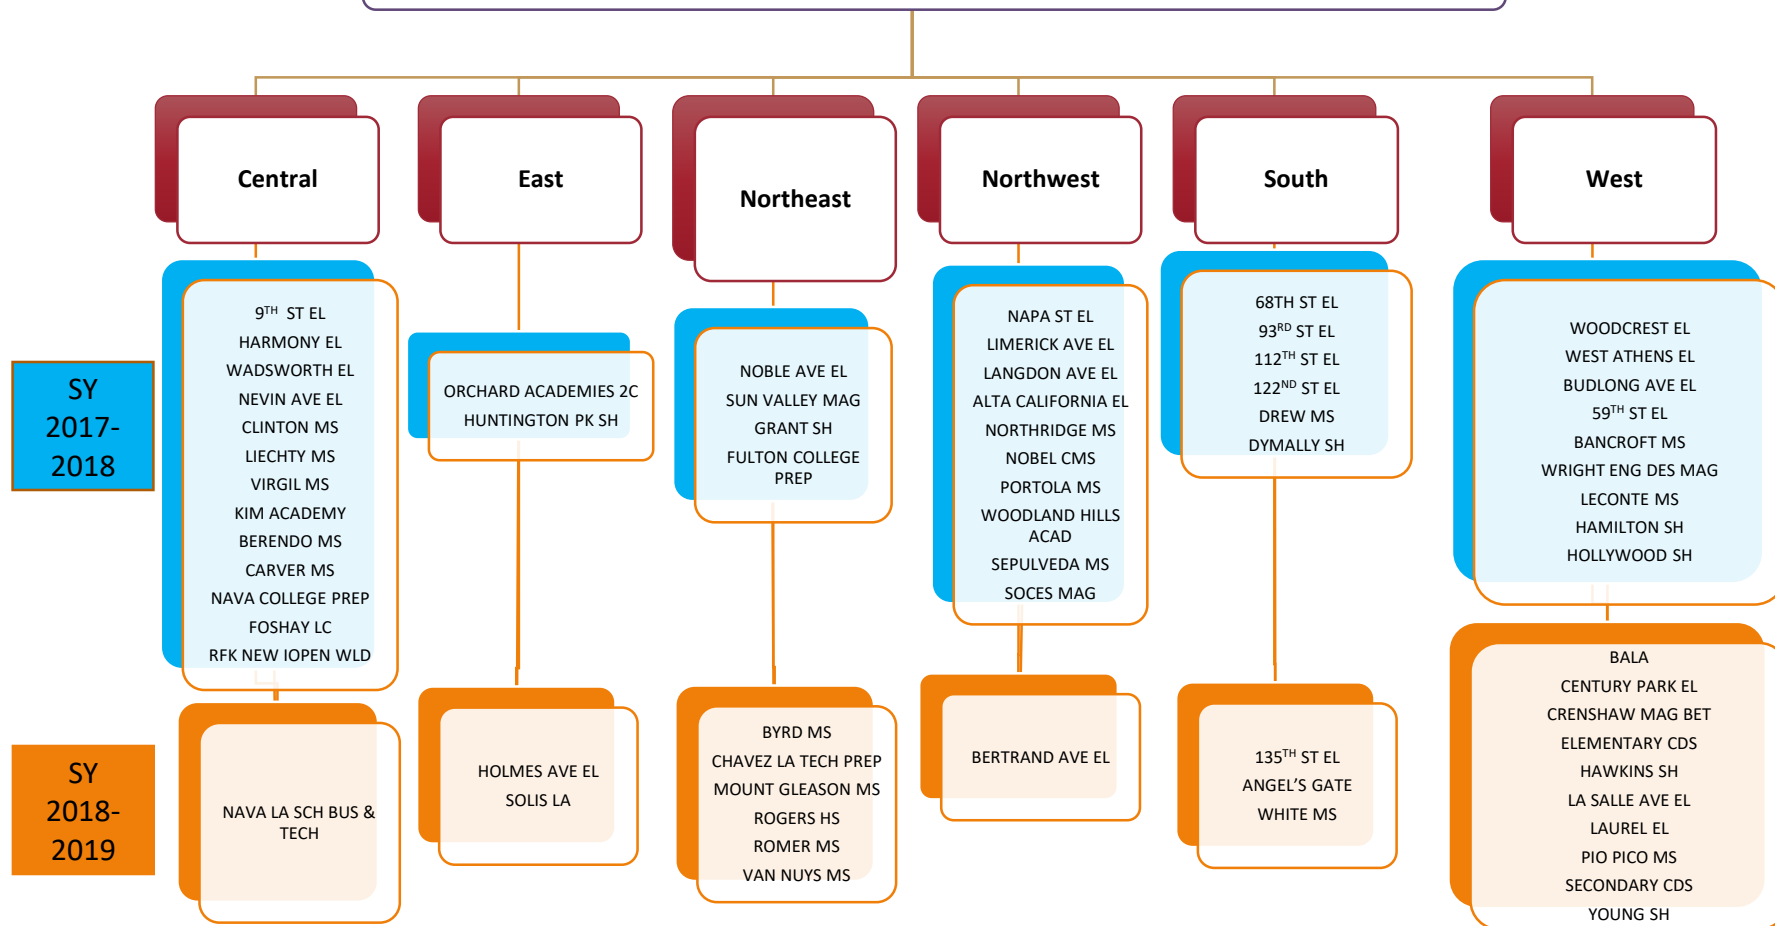 Central
East
Northeast
Northwest
South
West
SY
2017-
2018
9TH ST EL
HARMONY EL
WADSWORTH EL
NEVIN AVE EL
CLINTON MS
LIECHTY MS
VIRGIL MS
KIM ACADEMY
BERENDO MS
CARVER MS
NAVA COLLEGE PREP
FOSHAY LC
RFK NEW IOPEN WLD
ORCHARD ACADEMIES 2C
HUNTINGTON PK SH
NOBLE AVE EL
SUN VALLEY MAG
GRANT SH
FULTON COLLEGE
PREP
NAPA ST EL
LIMERICK AVE EL
LANGDON AVE EL
ALTA CALIFORNIA EL
NORTHRIDGE MS
NOBEL CMS
PORTOLA MS
WOODLAND HILLS
ACAD
SEPULVEDA MS
SOCES MAG
68TH ST EL
93RD ST EL
112TH ST EL
122ND ST EL
DREW MS
DYMALLY SH
WOODCREST EL
WEST ATHENS EL
BUDLONG AVE EL
59TH ST EL
BANCROFT MS
WRIGHT ENG DES MAG
LECONTE MS
HAMILTON SH
HOLLYWOOD SH
SY
2018-
2019
NAVA LA SCH BUS &
TECH
HOLMES AVE EL
SOLIS LA
BYRD MS
CHAVEZ LA TECH PREP
MOUNT GLEASON MS
ROGERS HS
ROMER MS
VAN NUYS MS
BERTRAND AVE EL
135TH ST EL
ANGEL'S GATE
WHITE MS
BALA
CENTURY PARK EL
CRENSHAW MAG BET
ELEMENTARY CDS
HAWKINS SH
LA SALLE AVE EL
LAUREL EL
PIO PICO MS
SECONDARY CDS
YOUNG SH